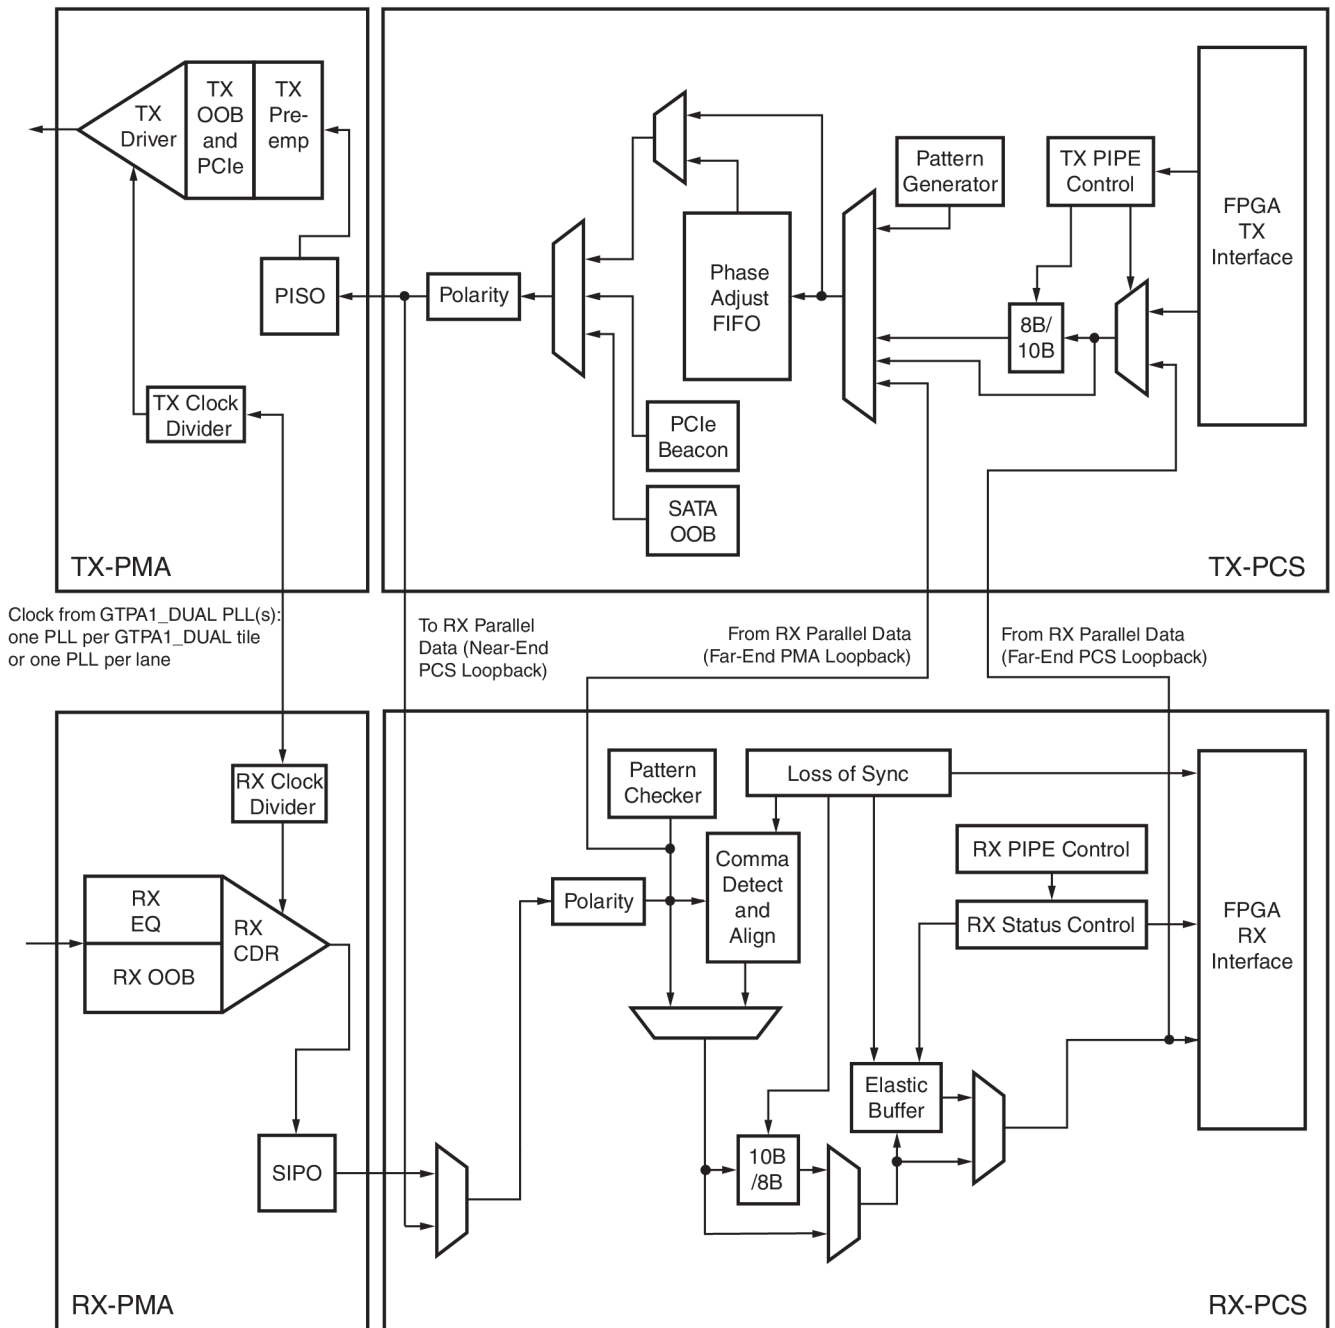 TX
Driver
TX
OOB
and
PCIe
TX
Pre-
emp
PISO
TX Clock
Divider
TX-PMA
Polarity
Phase
Adjust
FIFO
PCIe
Beacon
SATA
OOB
Pattern
Generator
TX PIPE
Control
8B/
10B
FPGA
TX
Interface
TX-PCS
Clock from GTPA1_DUAL PLL(s):
one PLL per GTPA1_DUAL tile
or one PLL per lane
To RX Parallel
Data (Near-End
PCS Loopback)
From RX Parallel Data
(Far-End PMA Loopback)
From RX Parallel Data
(Far-End PCS Loopback)
RX Clock
Divider
RX
EQ
RX OOB
RX
CDR
SIPO
RX-PMA
Pattern
Checker
Loss of Sync
Polarity
Comma
Detect
and
Align
RX PIPE Control
RX Status Control
Elastic
Buffer
10B
/8B
FPGA
RX
Interface
RX-PCS